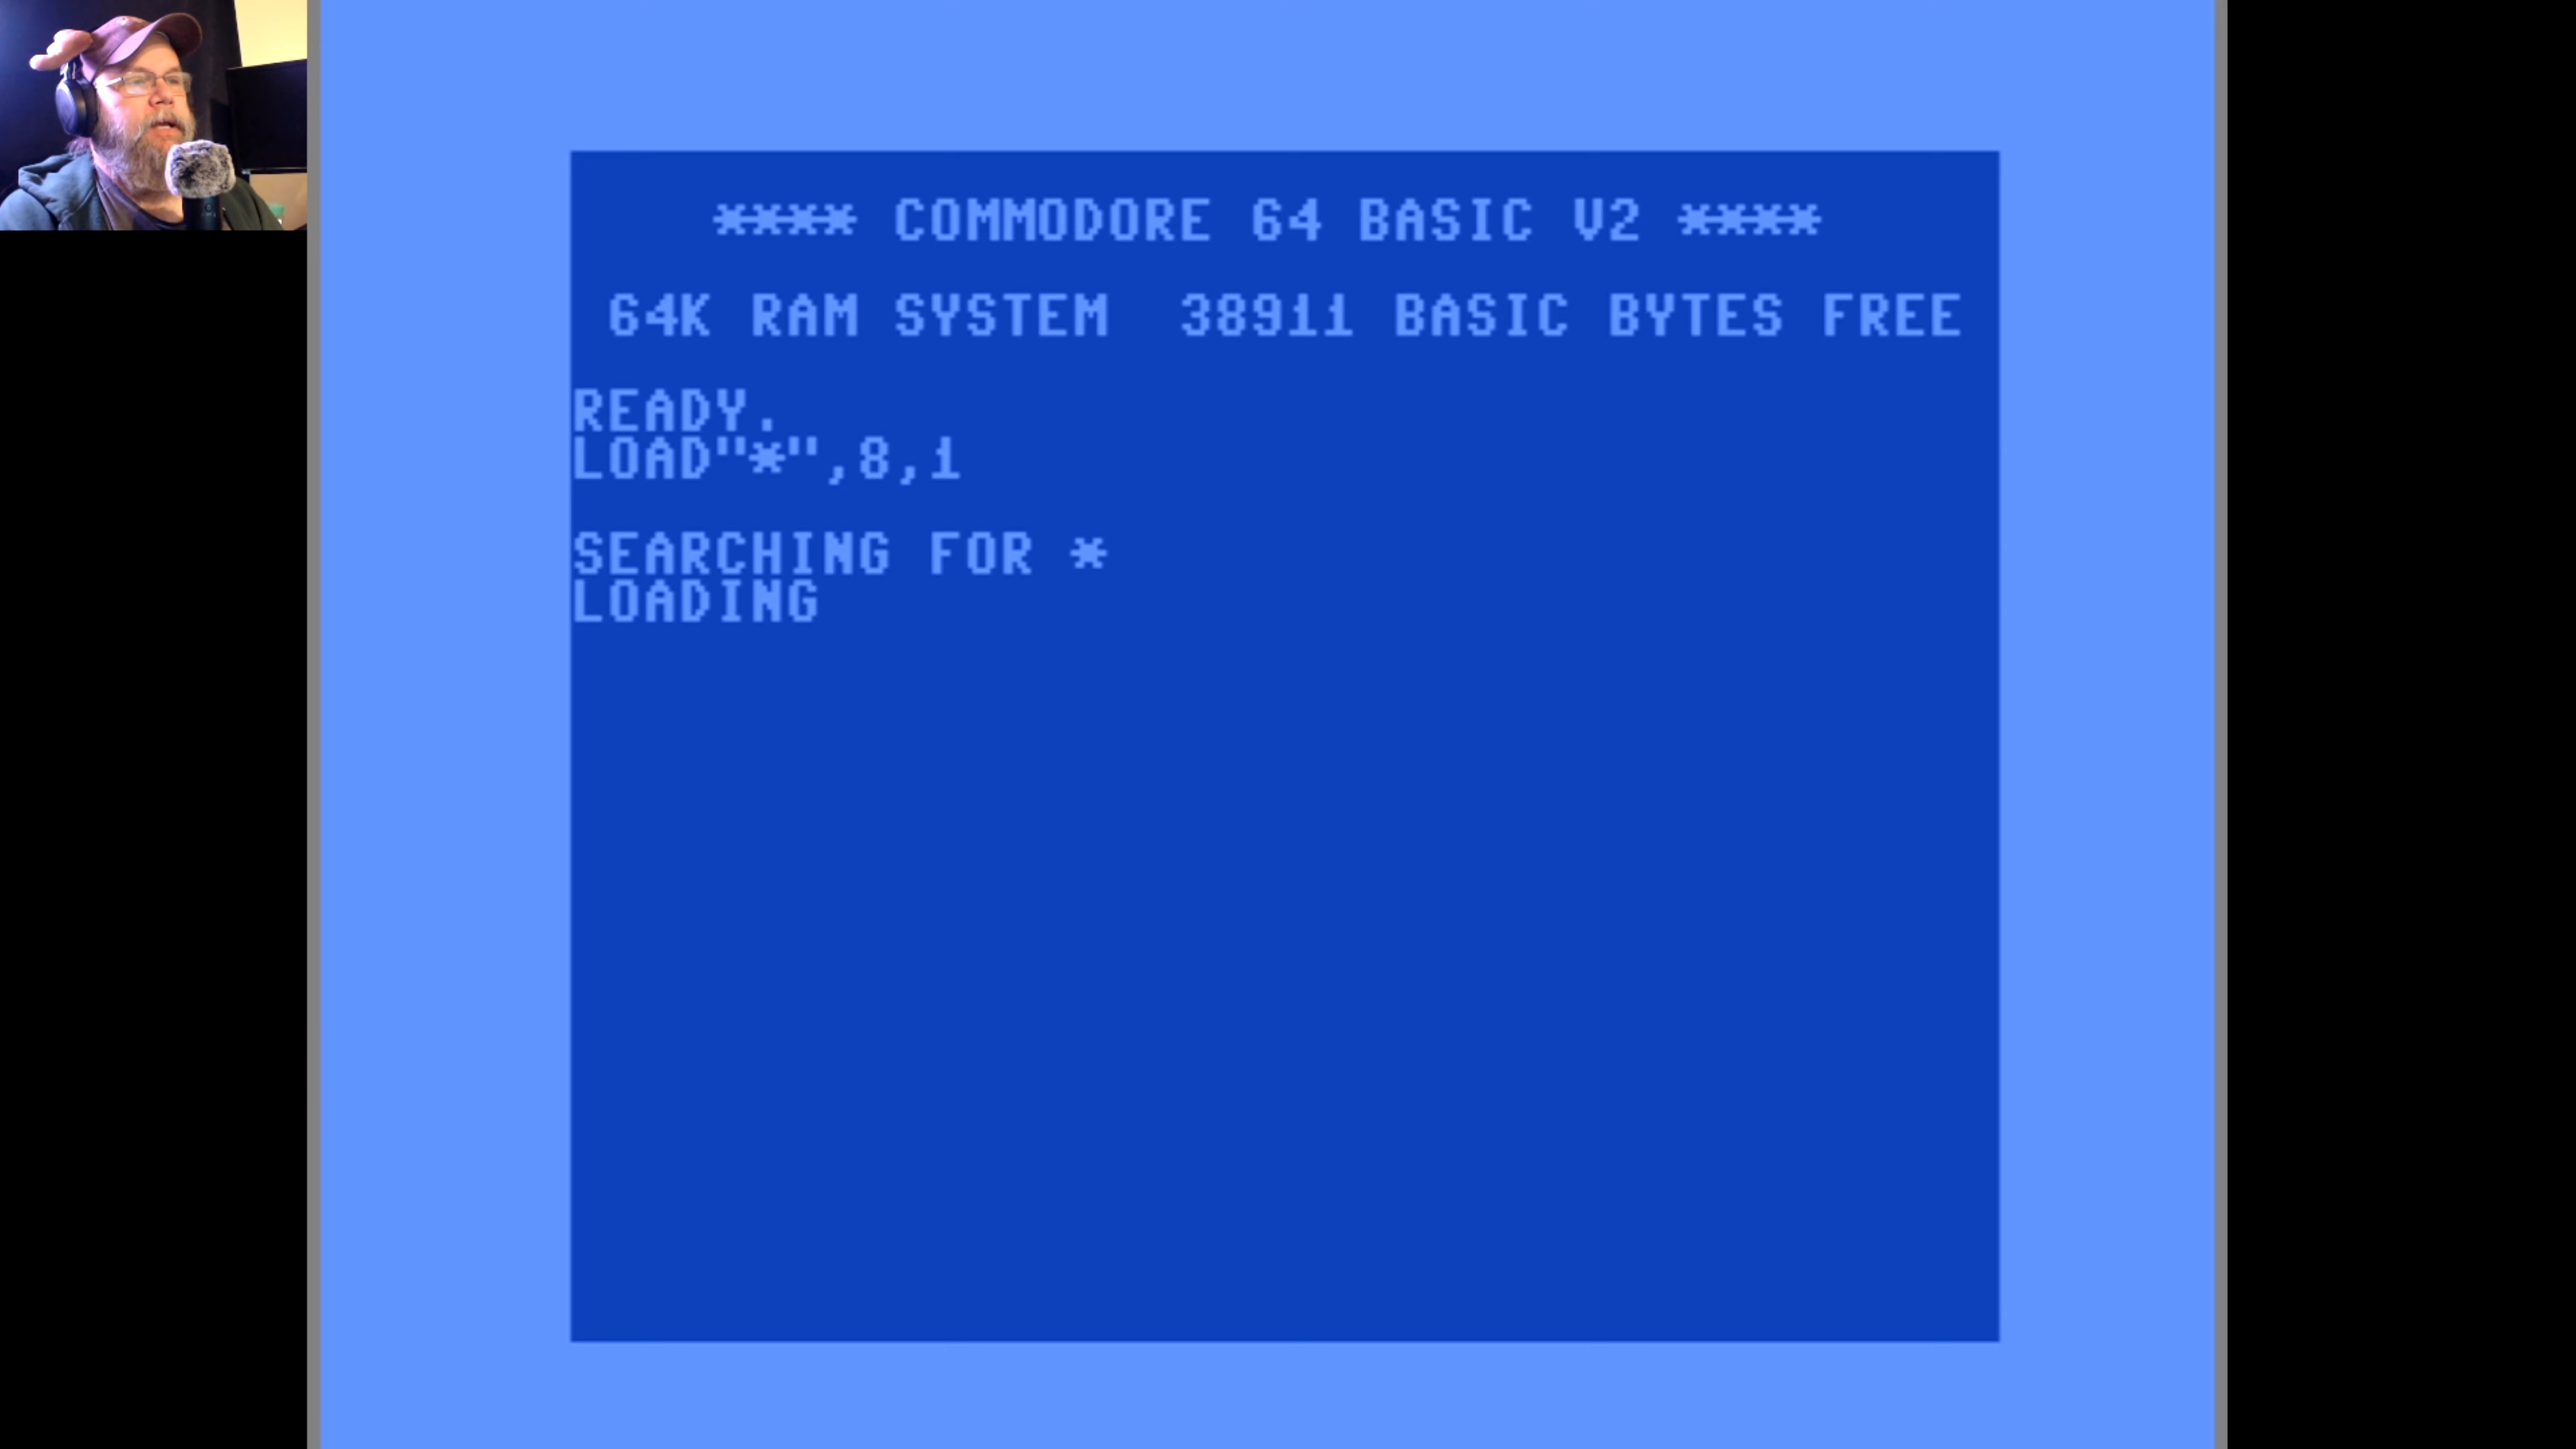 **** COMMODORE 64 BASIC V2 ****
64K RAM SYSTEM  38911 BASIC BYTES FREE
READY.
LOAD"*",8,1
SEARCHING FOR *
LOADING